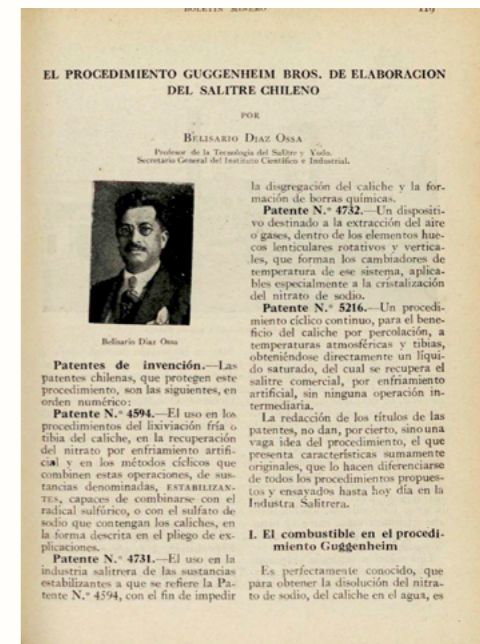 BOLETIN MINERO
119
EL PROCEDIMIENTO GUGGENHEIM BROS. DE ELABORACION
DEL SALITRE CHILENO
POR
BELISARIO DIAZ OSSA
Profesor de la Tecnología del Salitre y Yodo.
Secretario General del Instituto Científico e Industrial.
Belisario Díaz Ossa
Patentes de invención.—Las
patentes chilenas, que protegen este
procedimiento, son las siguientes, en
orden numérico:
Patente N.° 4594.—El uso en los
procedimientos del lixiviación fría o
tibia del caliche, en la recuperación
del nitrato por enfriamiento artifi-
cial y en los métodos cíclicos que
combinen estas operaciones, de sus-
tancias denominadas, ESTABILIZAN-
TES, capaces de combinarse con el
radical sulfúrico, o con el sulfato de
sodio que contengan los caliches, en
la forma descrita en el pliego de ex-
plicaciones.
Patente N.° 4731.—El uso en la
industria salitrera de las sustancias
estabilizantes a que se refiere la Pa-
tente N.° 4594, con el fin de impedir
la disgregación del caliche y la for-
mación de borras químicas.
Patente N.° 4732.—Un dispositi-
vo destinado a la extracción del aire
o gases, dentro de los elementos hue-
cos lenticulares rotativos y vertica-
les, que forman los cambiadores de
temperatura de ese sistema, aplica-
bles especialmente a la cristalización
del nitrato de sodio.
Patente N.° 5216.—Un procedi-
miento cíclico continuo, para el bene-
ficio del caliche por percolación, a
temperaturas atmosféricas y tibias,
obteniéndose directamente un líqui-
do saturado, del cual se recupera el
salitre comercial, por enfriamiento
artificial, sin ninguna operación in-
termediaria.
La redacción de los títulos de las
patentes, no dan, por cierto, sino una
vaga idea del procedimiento, el que
presenta características sumamente
originales, que lo hacen diferenciarse
de todos los procedimientos propues-
tos y ensayados hasta hoy día en la
Industra Salitrera.
I. El combustible en el procedi-
miento Guggenheim
Es perfectamente conocido, que
para obtener la disolución del nitra-
to de sodio, del caliche en el agua, es